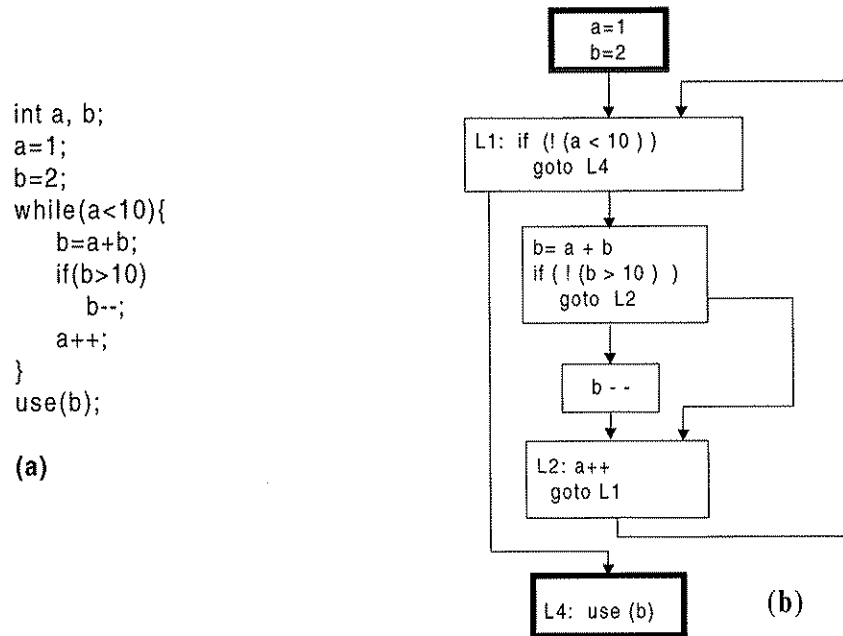 int a, b;
a=1;
b=2;
while(a<10){
b=a+b;
if(b>10)
b--;
a++;
}
use(b);
(a)
a=1
b=2
L1: if (! (a < 10 ) )
goto L4
b= a + b
if ( ! (b > 10 ) )
goto L2
b - -
L2: a++
goto L1
L4: use (b)
(b)